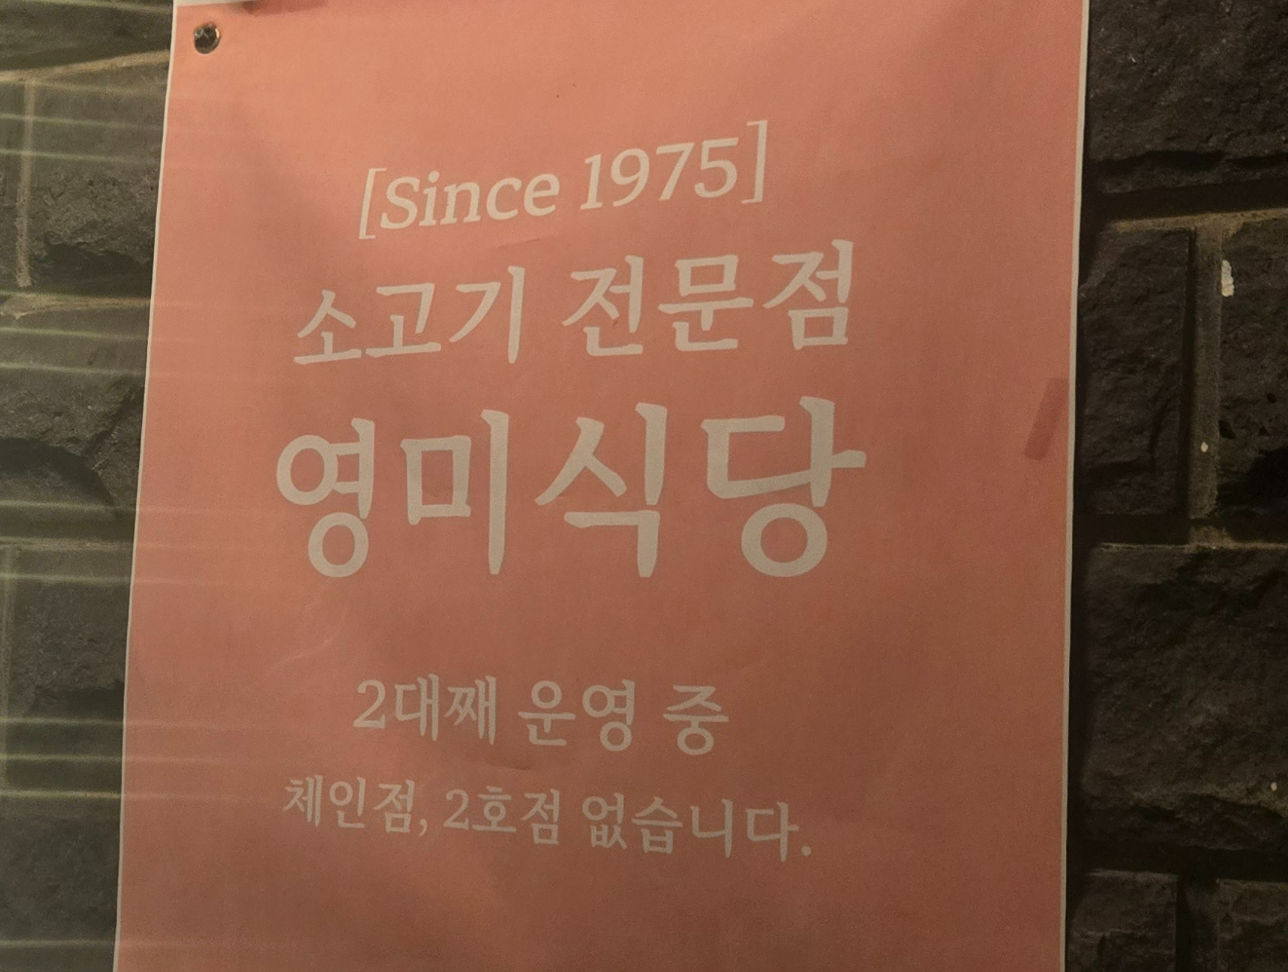 [Since 1975]
소고기 전문점
영미식당
2대째 운영 중
체인점, 2호점 없습니다.